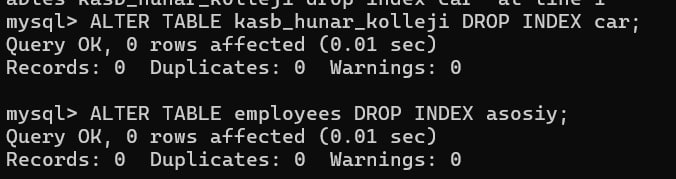 ables kasb_hunar_kolleji drop index car' at line 1
mysql> ALTER TABLE kasb_hunar_kolleji DROP INDEX car;
Query OK, 0 rows affected (0.01 sec)
Records: 0  Duplicates: 0  Warnings: 0

mysql> ALTER TABLE employees DROP INDEX asosiy;
Query OK, 0 rows affected (0.01 sec)
Records: 0  Duplicates: 0  Warnings: 0